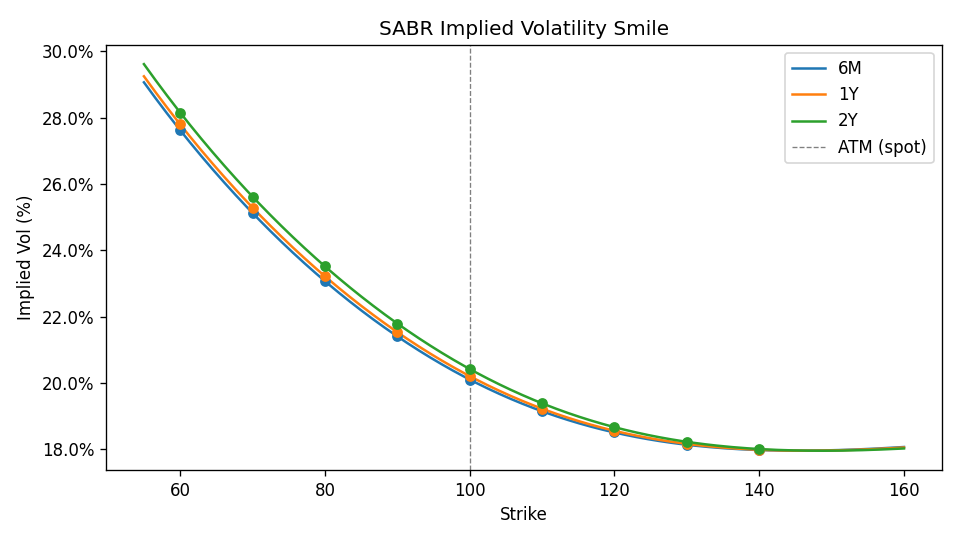 SABR Implied Volatility Smile
30.0%
28.0%
26.0%
24.0%
22.0%
20.0%
18.0%
Implied Vol (%)
6M
1Y
2Y
ATM (spot)
60
80
100
120
140
160
Strike